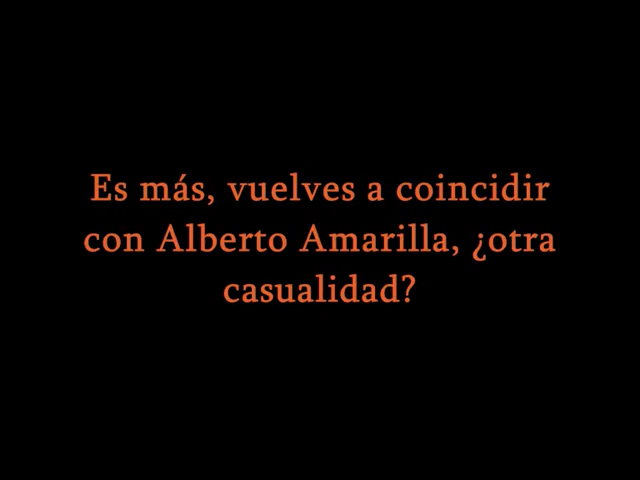 Es más, vuelves a coincidir
con Alberto Amarilla, ¿otra
casualidad?